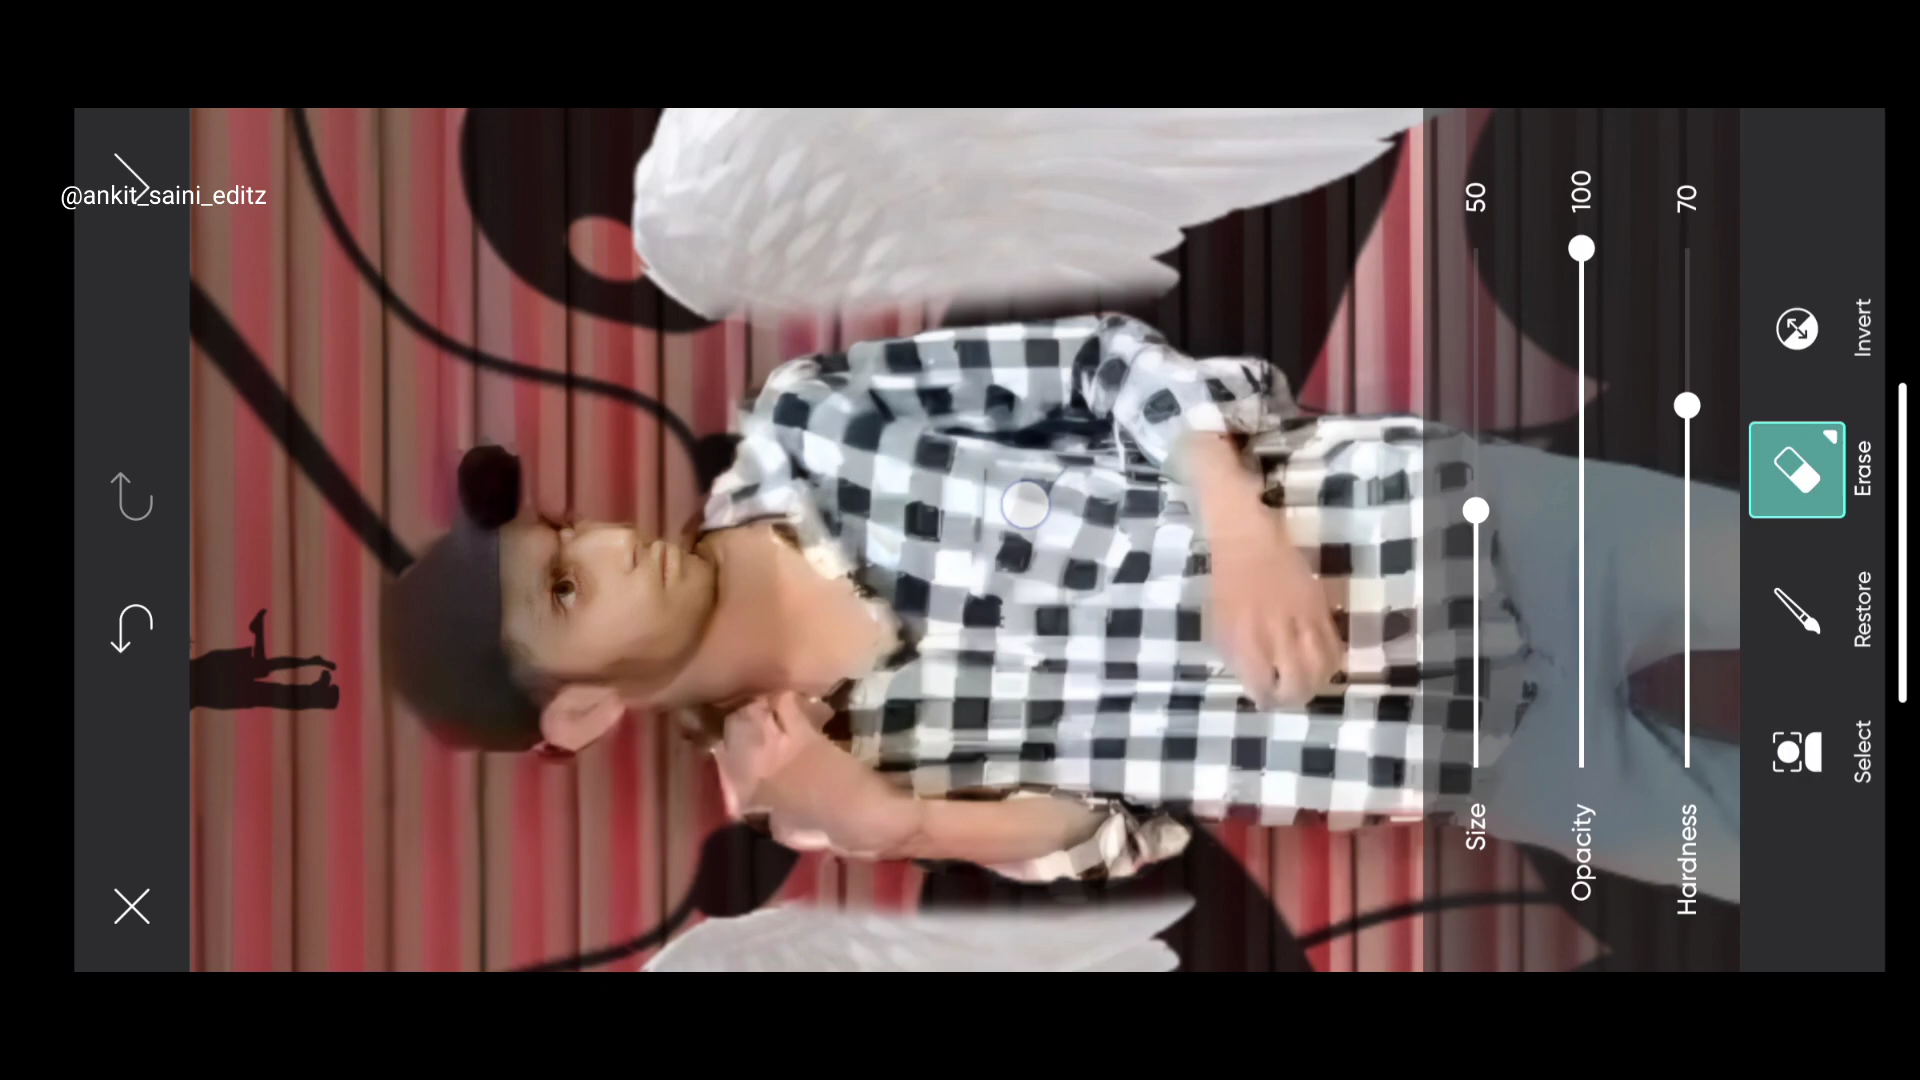 @ankit_saini_editz
Size 50
Opacity 100
Hardness 70
Select
Restore
Erase
Invert